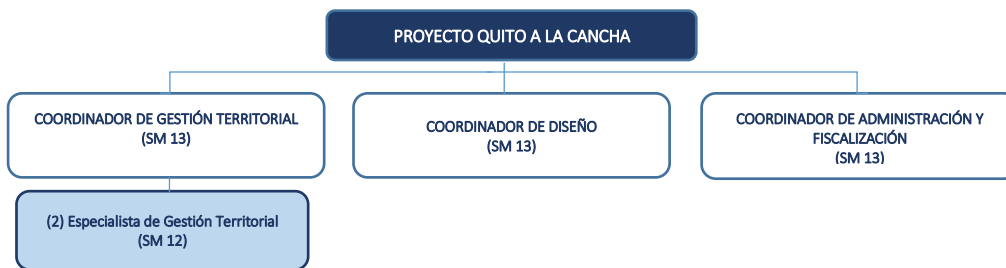 PROYECTO QUITO A LA CANCHA
COORDINADOR DE GESTIÓN TERRITORIAL
(SM 13)
COORDINADOR DE DISEÑO
(SM 13)
COORDINADOR DE ADMINISTRACIÓN Y
FISCALIZACIÓN
(SM 13)
(2) Especialista de Gestión Territorial
(SM 12)